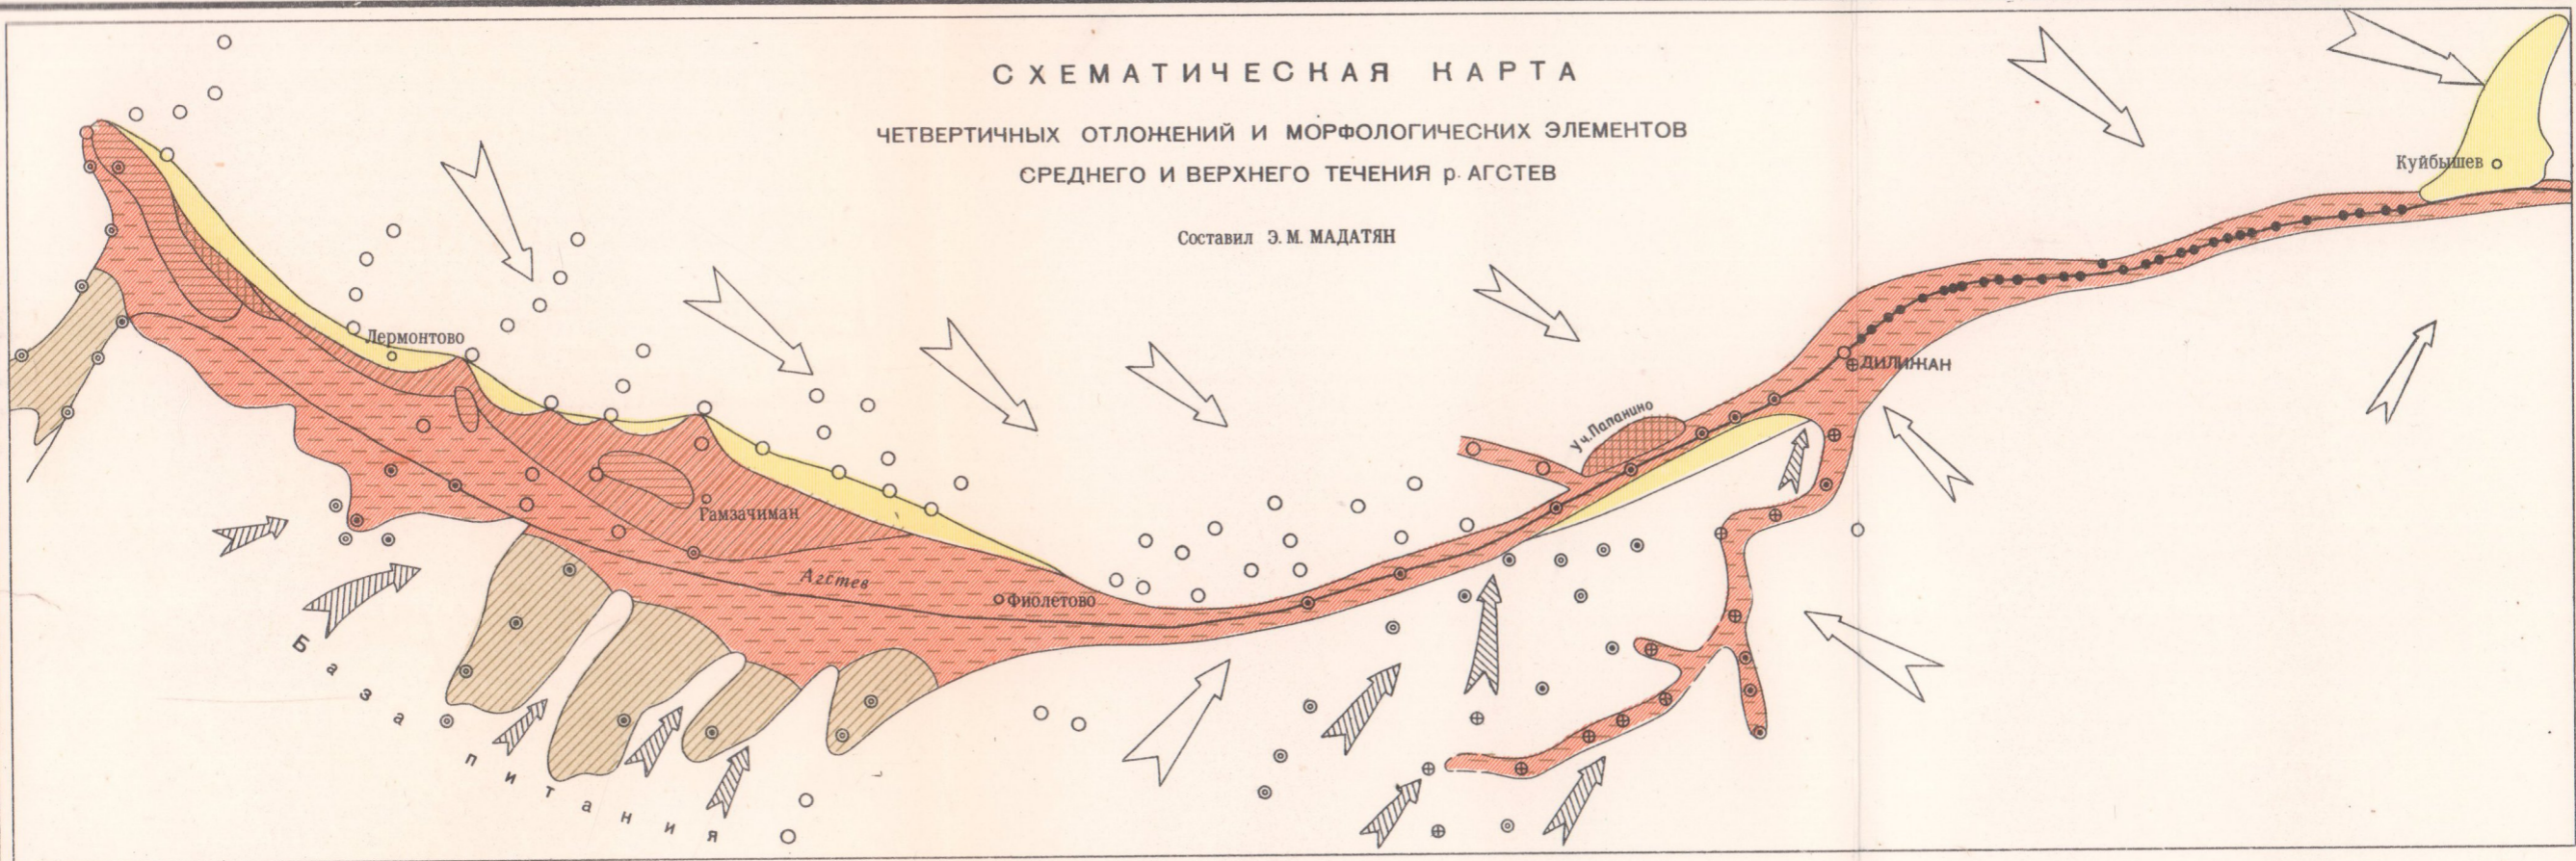 СХЕМАТИЧЕСКАЯ КАРТА
ЧЕТВЕРТИЧНЫХ ОТЛОЖЕНИЙ И МОРФОЛОГИЧЕСКИХ ЭЛЕМЕНТОВ
СРЕДНЕГО И ВЕРХНЕГО ТЕЧЕНИЯ р. АГСТЕВ
Составил Э. М. МАДАТЯН
Куйбышев
Лермонтово
ДИЛИЖАН
Уч. Папанино
Гамзачиман
Агстев
Фиолетово
База питания